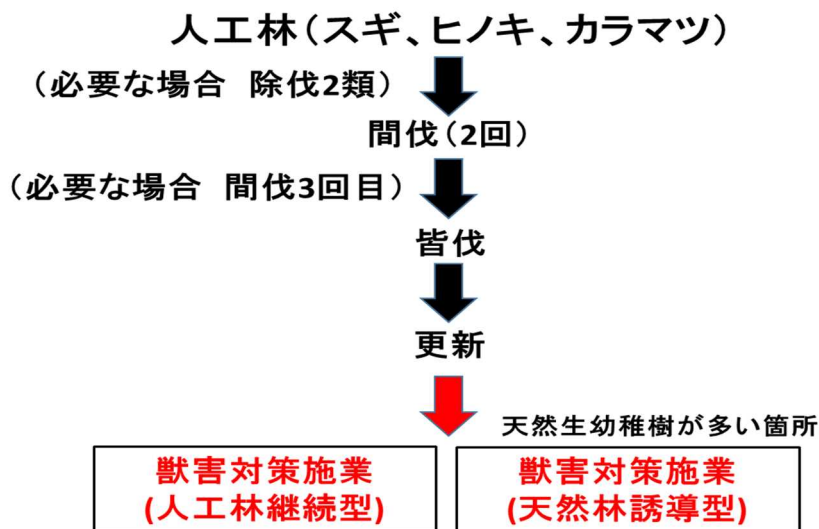 人工林(スギ、ヒノキ、カラマツ)
(必要な場合 除伐2類)
間伐(2回)
(必要な場合 間伐3回目)
皆伐
更新
天然生幼稚樹が多い箇所
獣害対策施業
(人工林継続型)
獣害対策施業
(天然林誘導型)